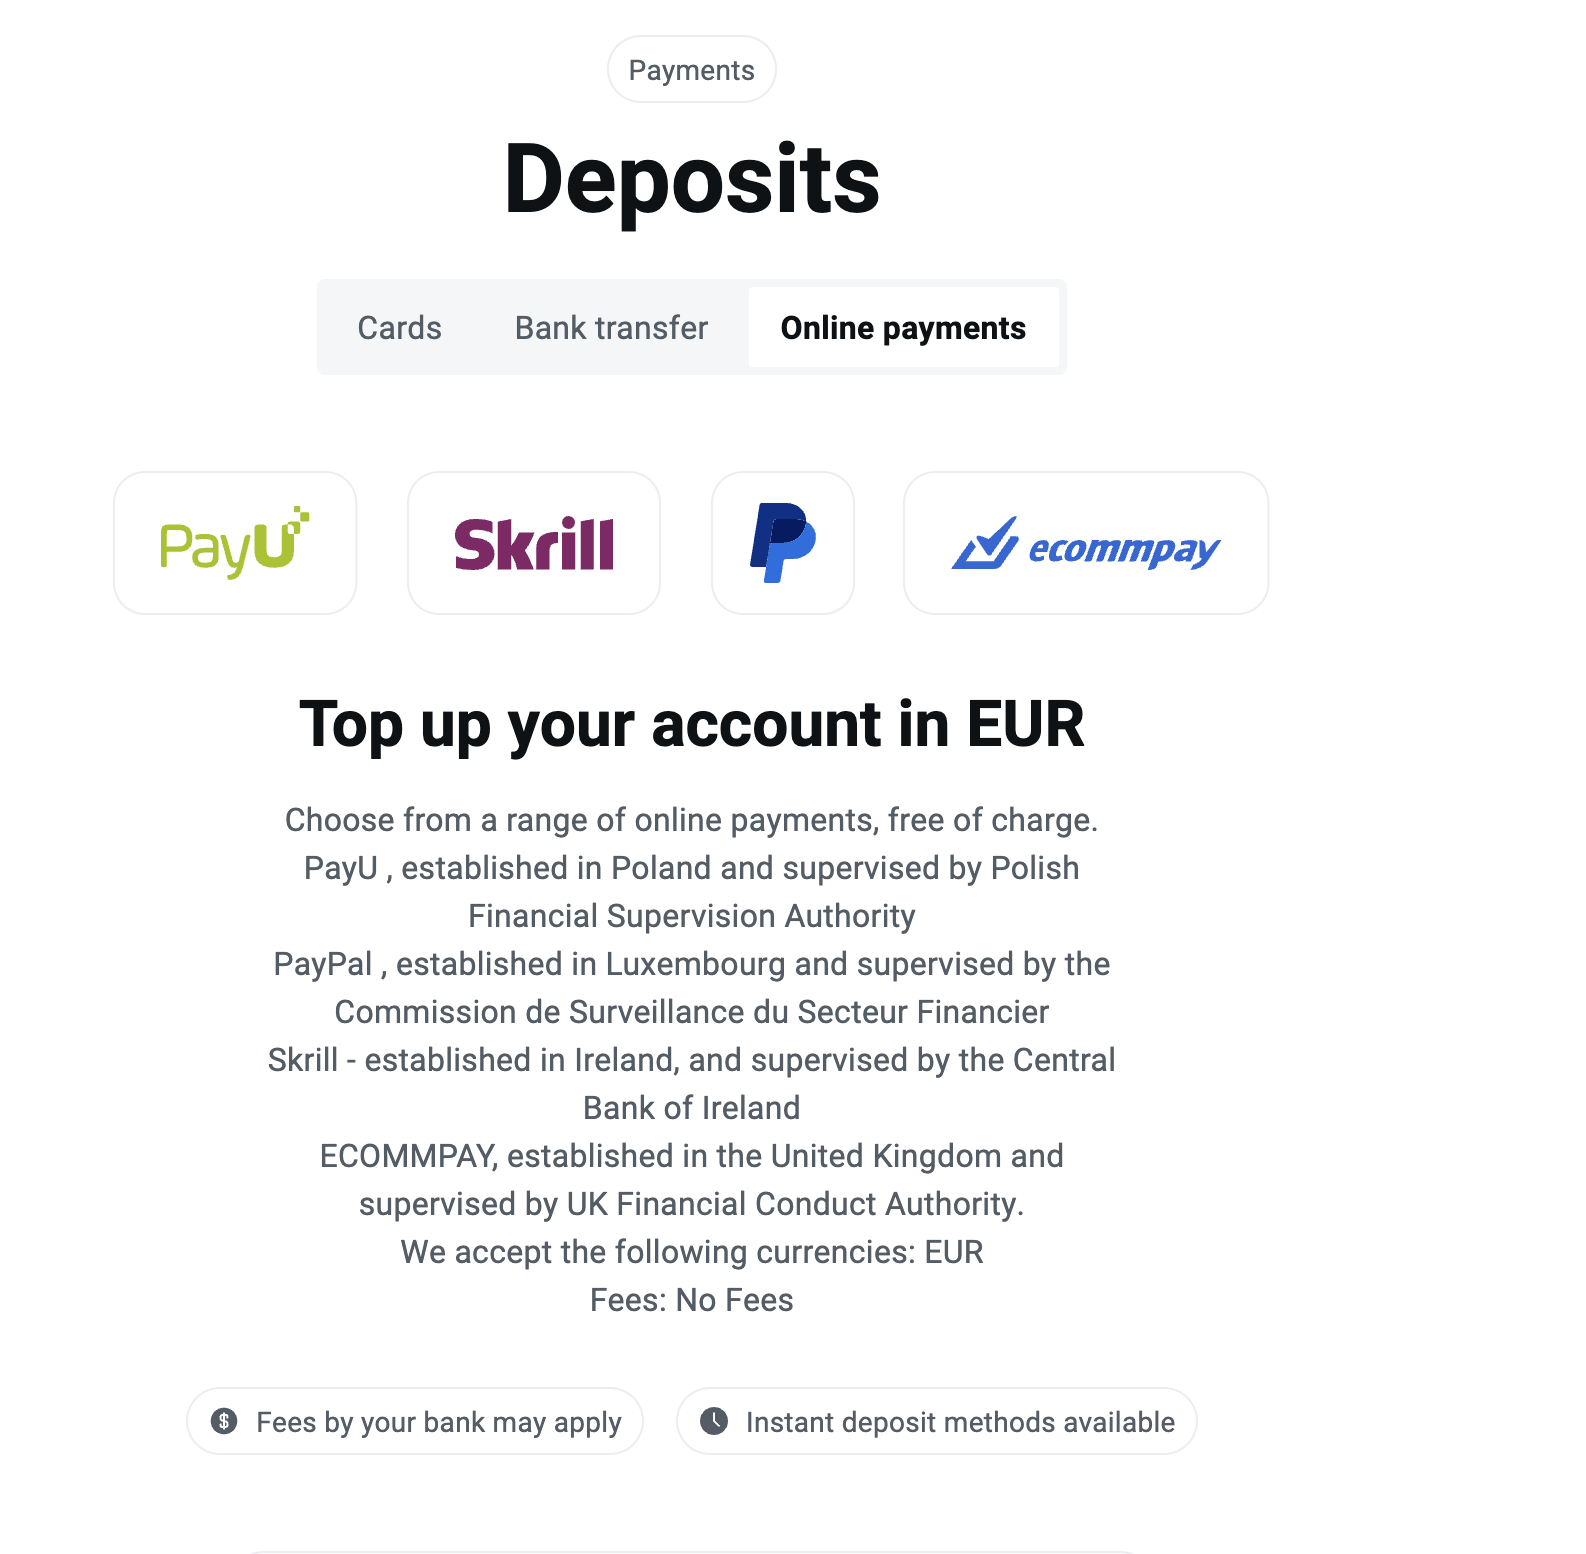 Payments
Deposits
Cards Bank transfer Online payments
PayU Skrill ecommpay
Top up your account in EUR
Choose from a range of online payments, free of charge.
PayU , established in Poland and supervised by Polish
Financial Supervision Authority
PayPal , established in Luxembourg and supervised by the
Commission de Surveillance du Secteur Financier
Skrill - established in Ireland, and supervised by the Central
Bank of Ireland
ECOMMPAY, established in the United Kingdom and
supervised by UK Financial Conduct Authority.
We accept the following currencies: EUR
Fees: No Fees
Fees by your bank may apply Instant deposit methods available